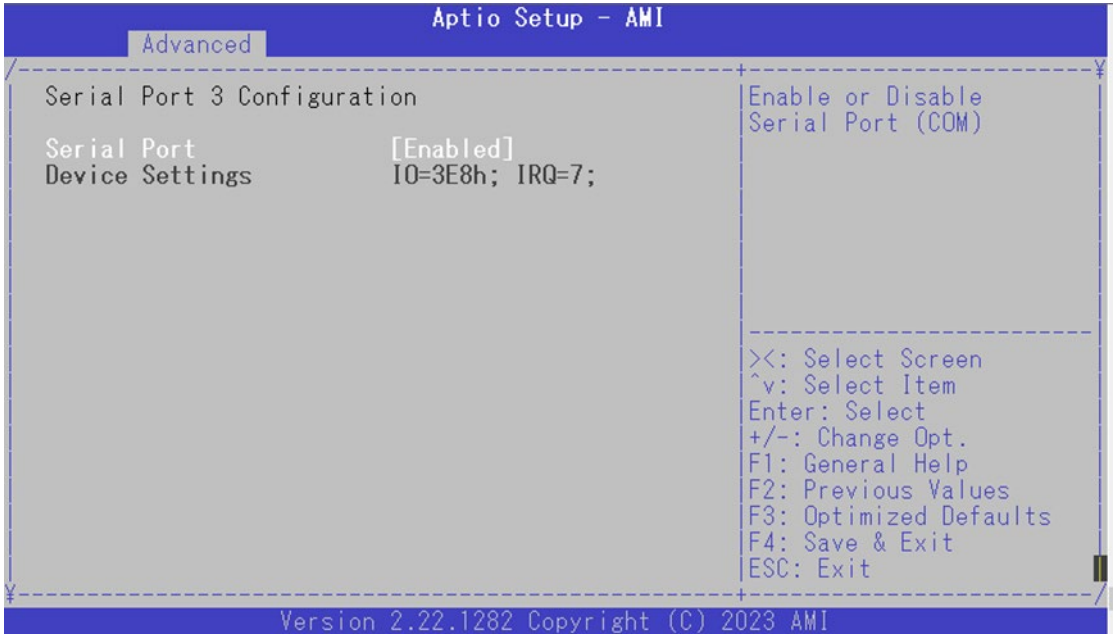 Aptio Setup - AMI
Advanced
Serial Port 3 Configuration
Serial Port [Enabled]
Device Settings IO=3E8h; IRQ=7;
Enable or Disable
Serial Port (COM)
><: Select Screen
^v: Select Item
Enter: Select
+/-: Change Opt.
F1: General Help
F2: Previous Values
F3: Optimized Defaults
F4: Save & Exit
ESC: Exit
Version 2.22.1282 Copyright (C) 2023 AMI